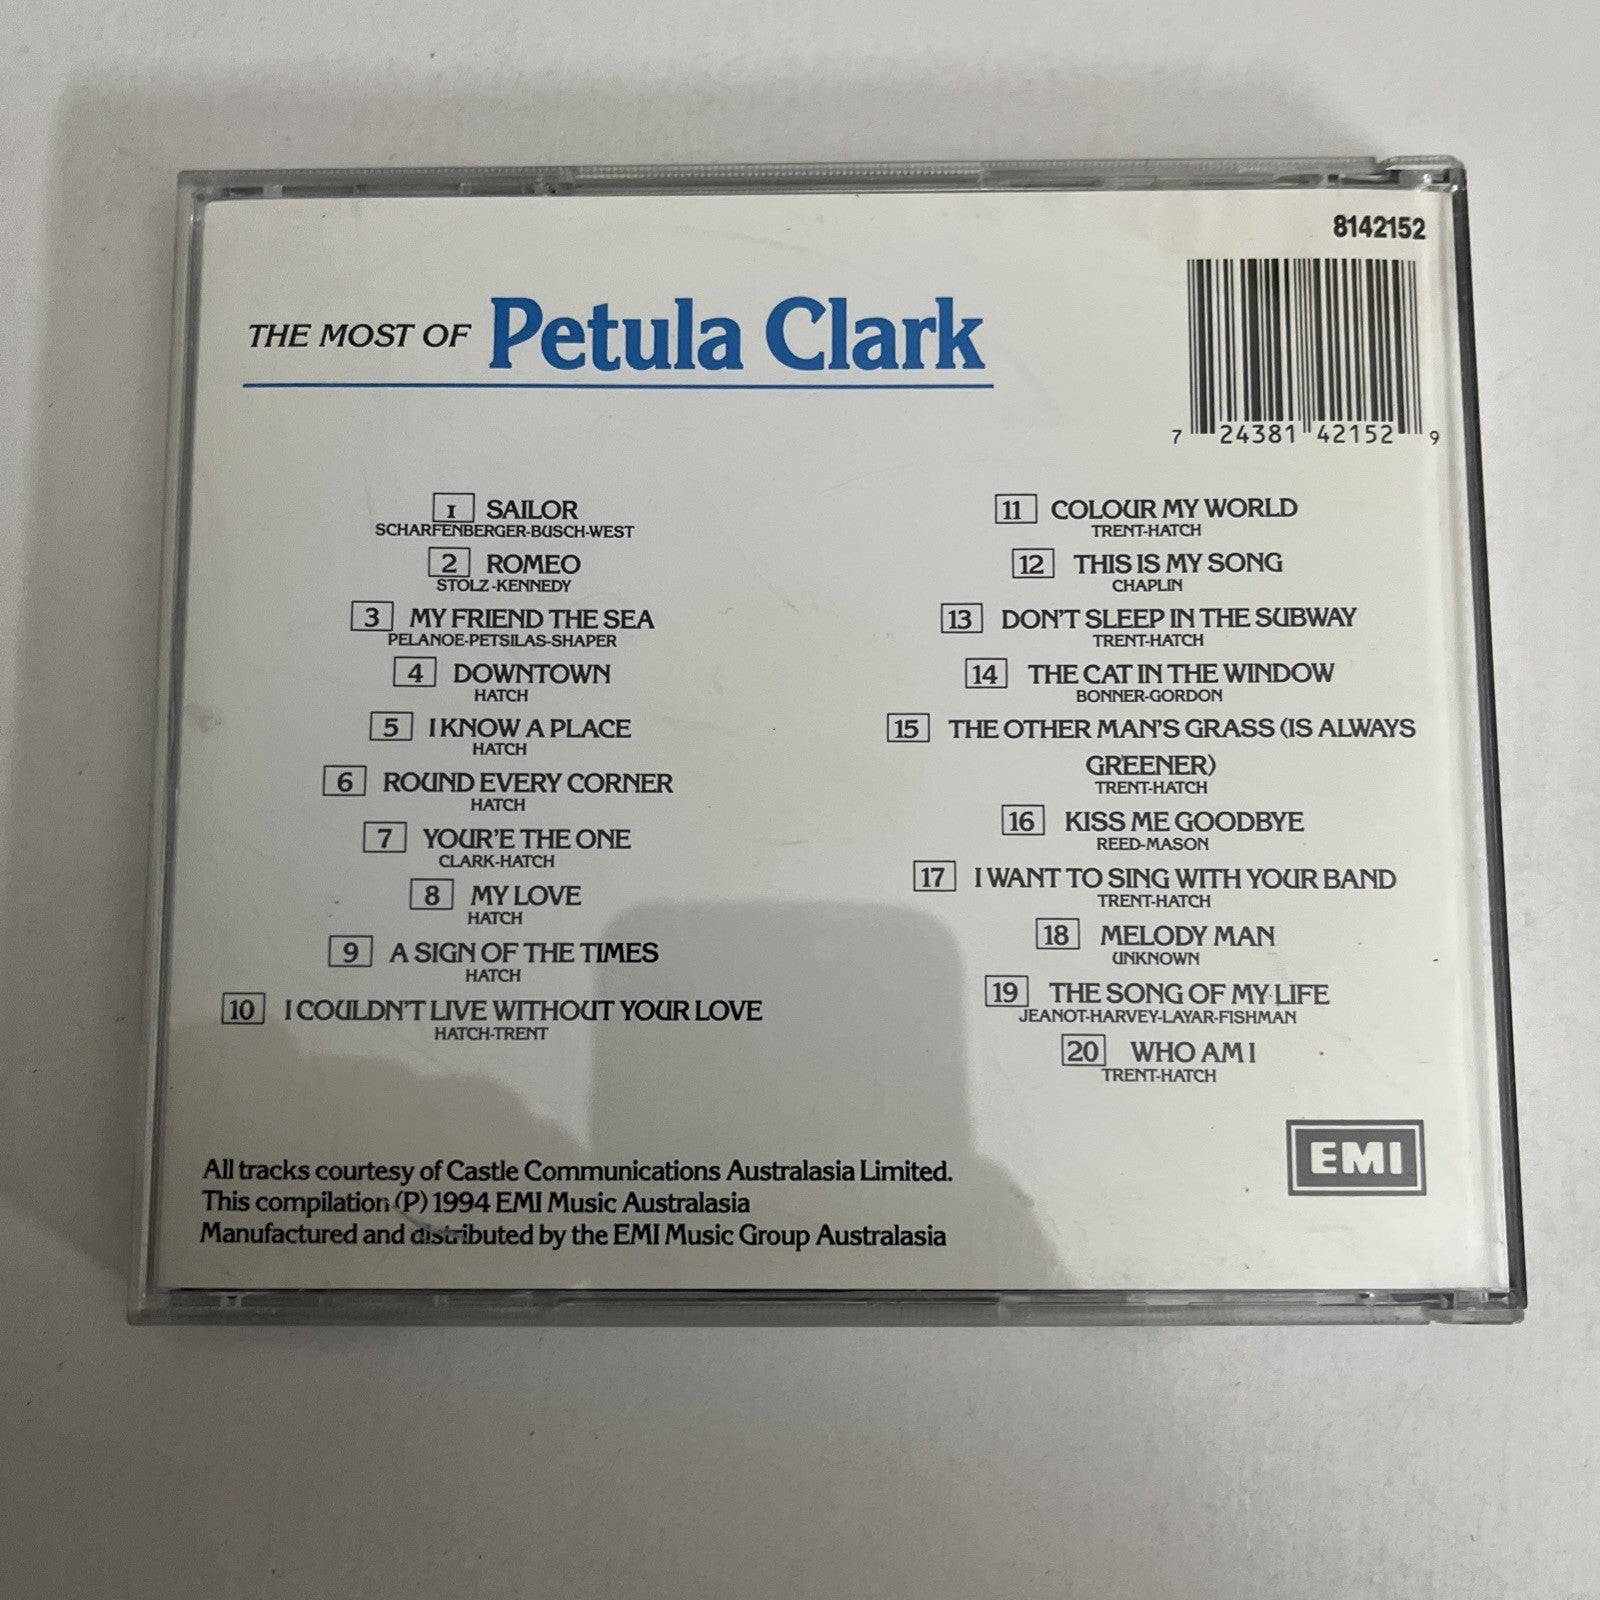 8142152
THE MOST OF Petula Clark
7 24381 42152 9
1 SAILOR
SCHARFENBERGER-BUSCH-WEST
2 ROMEO
STOLZ-KENNEDY
3 MY FRIEND THE SEA
PELANOE-PETSILAS-SHAPER
4 DOWNTOWN
HATCH
5 I KNOW A PLACE
HATCH
6 ROUND EVERY CORNER
HATCH
7 YOUR'E THE ONE
CLARK-HATCH
8 MY LOVE
HATCH
9 A SIGN OF THE TIMES
HATCH
10 I COULDN'T LIVE WITHOUT YOUR LOVE
HATCH-TRENT
11 COLOUR MY WORLD
TRENT-HATCH
12 THIS IS MY SONG
CHAPLIN
13 DON'T SLEEP IN THE SUBWAY
TRENT-HATCH
14 THE CAT IN THE WINDOW
BONNER-GORDON
15 THE OTHER MAN'S GRASS (IS ALWAYS
GREENER)
TRENT-HATCH
16 KISS ME GOODBYE
REED-MASON
17 I WANT TO SING WITH YOUR BAND
TRENT-HATCH
18 MELODY MAN
UNKNOWN
19 THE SONG OF MY LIFE
JEANOT-HARVEY-LAYAR-FISHMAN
20 WHO AM I
TRENT-HATCH
EMI
All tracks courtesy of Castle Communications Australasia Limited.
This compilation (P) 1994 EMI Music Australasia
Manufactured and distributed by the EMI Music Group Australasia